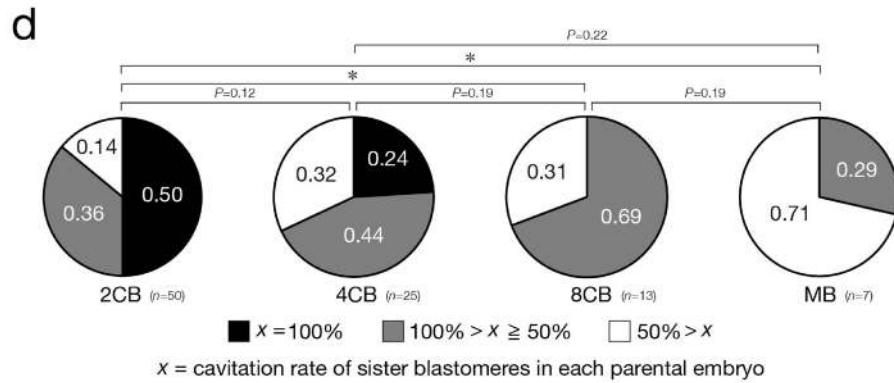 d
P=0.22
*
*
P=0.12 P=0.19 P=0.19
0.14 0.50 0.36
0.32 0.24 0.44
0.31 0.69
0.29 0.71
2CB (n=50) 4CB (n=25) 8CB (n=13) MB (n=7)
x = 100% 100% > x ≧ 50% 50% > x
x = cavitation rate of sister blastomeres in each parental embryo